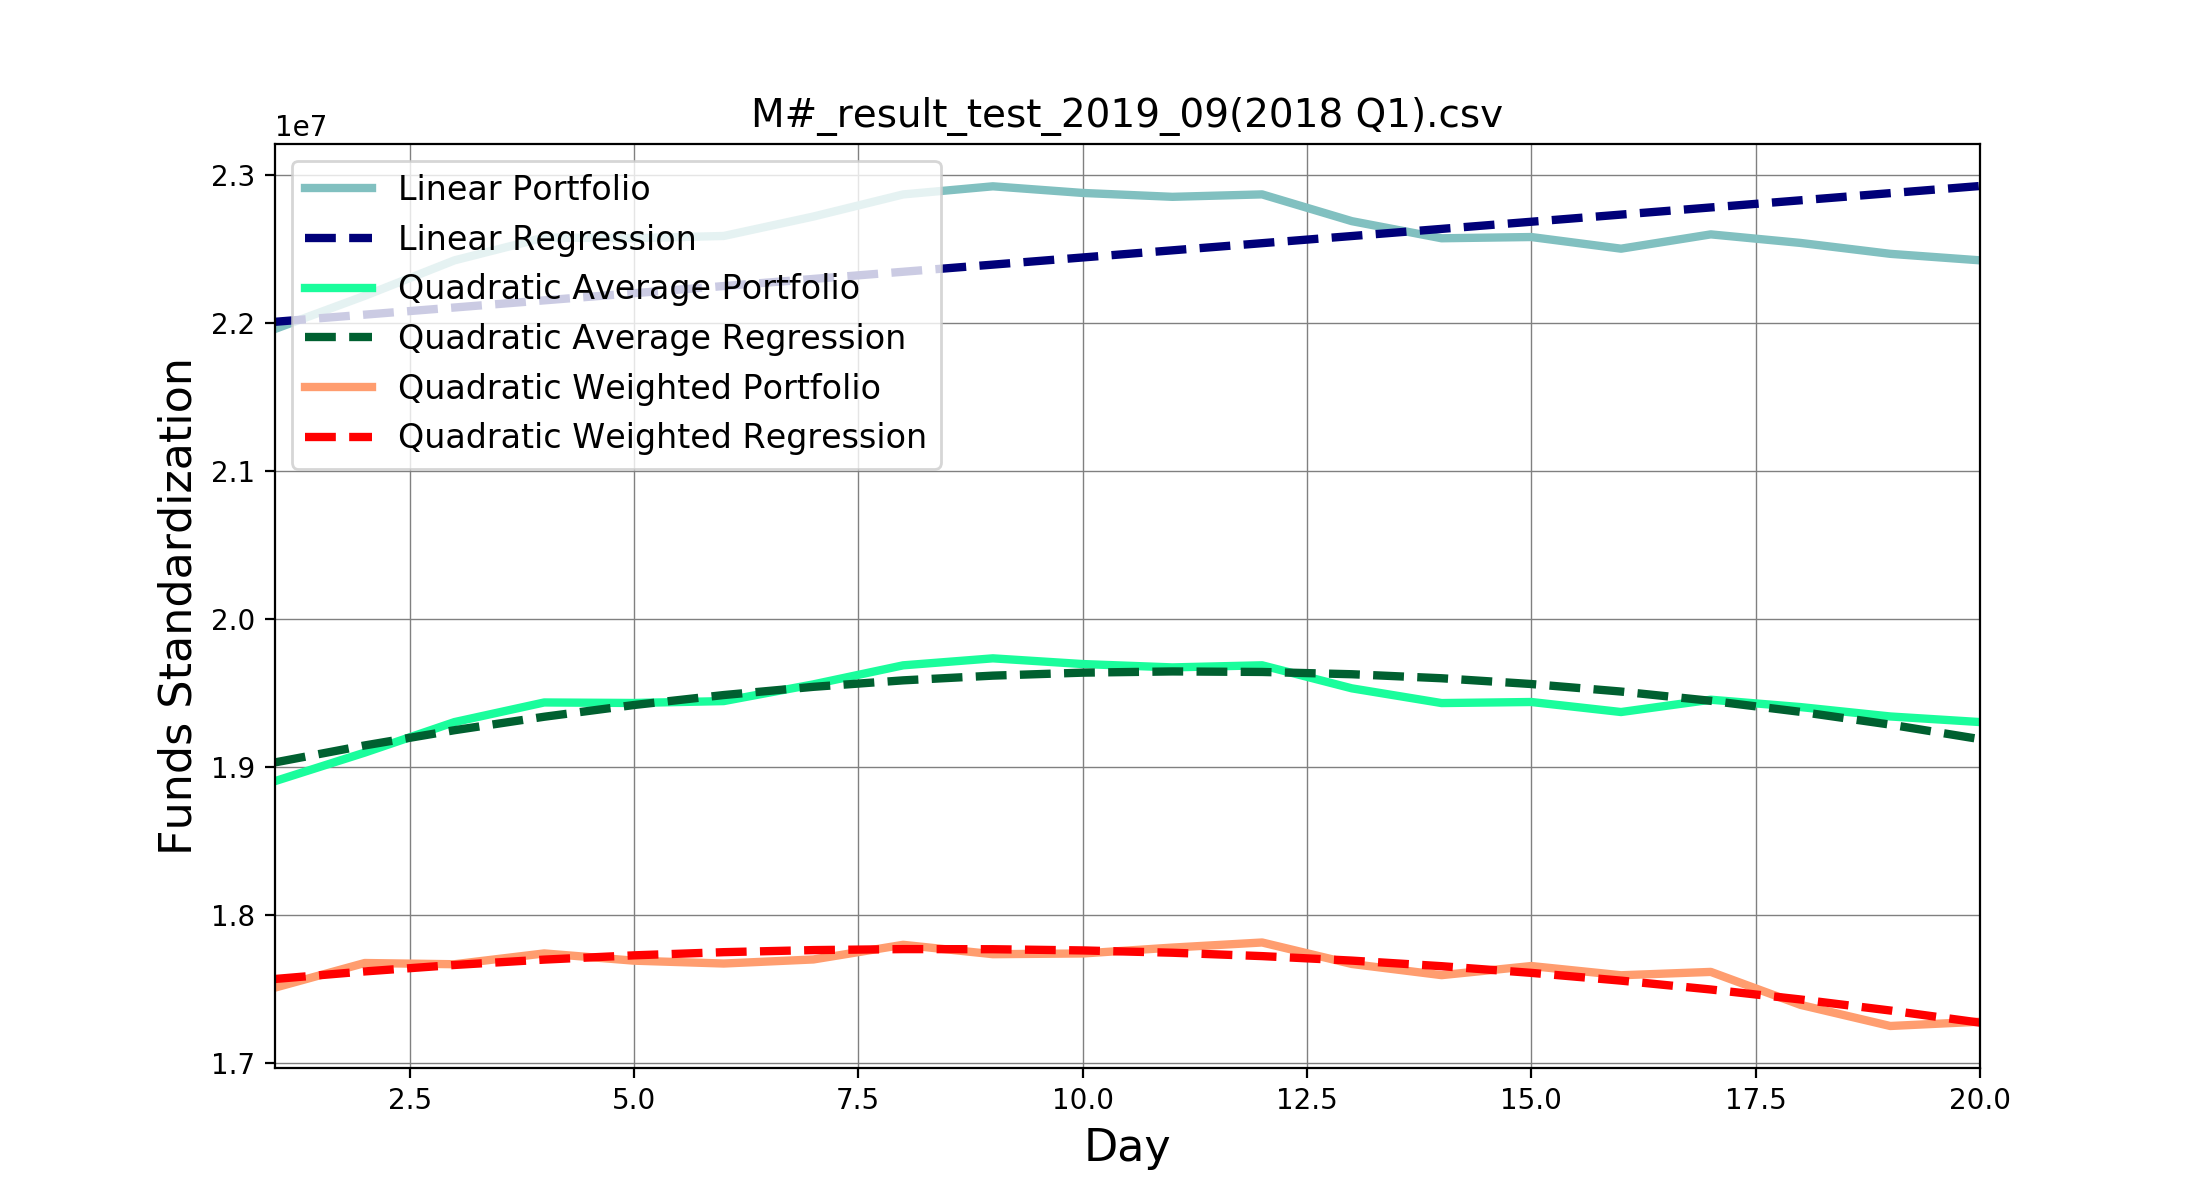 M#_result_test_2019_09(2018 Q1).csv
1e7
2.3
2.2
2.1
2.0
1.9
1.8
1.7
Funds Standardization
Linear Portfolio
Linear Regression
Quadratic Average Portfolio
Quadratic Average Regression
Quadratic Weighted Portfolio
Quadratic Weighted Regression
2.5 5.0 7.5 10.0 12.5 15.0 17.5 20.0
Day